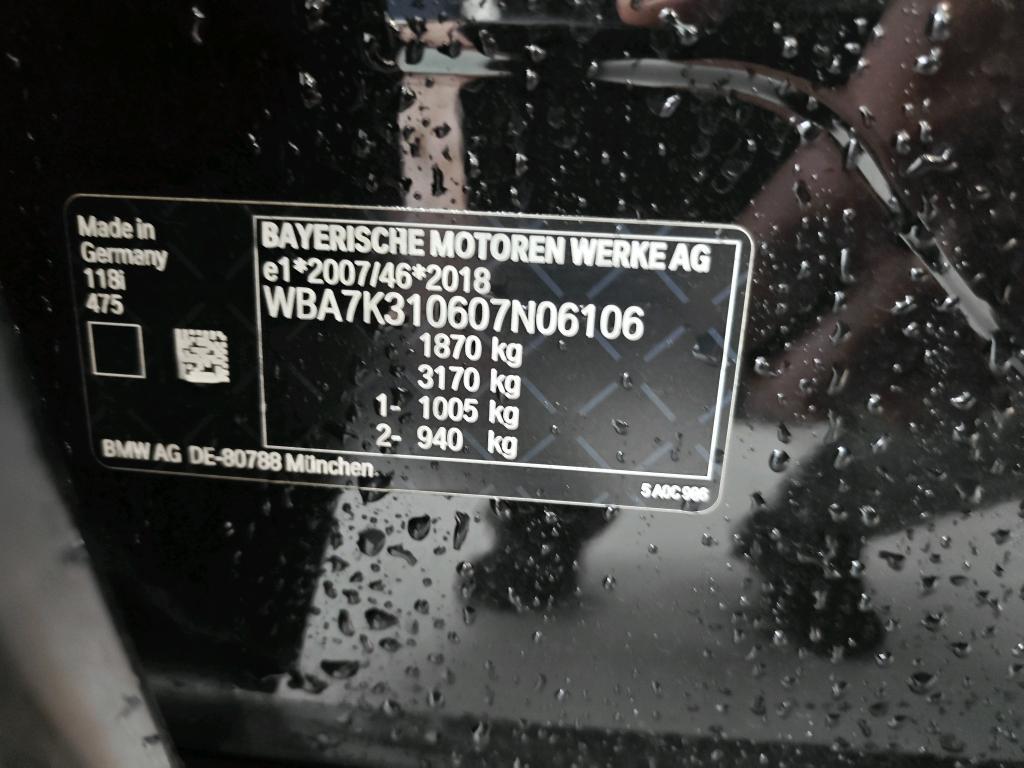 Made in
Germany
118i
475
BAYERISCHE MOTOREN WERKE AG
e1*2007/46*2018
WBA7K310607N06106
1870 kg
3170 kg
1- 1005 kg
2- 940 kg
BMW AG DE-80788 München
5A0C986